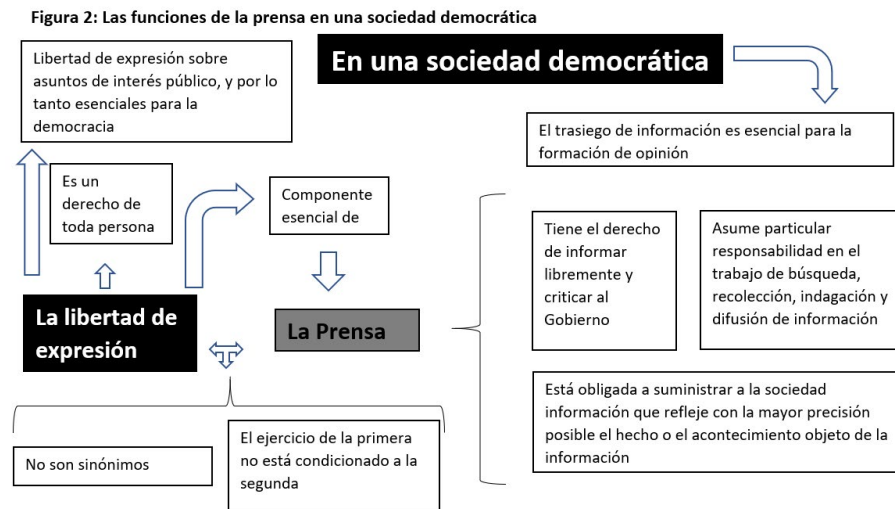 Figura 2: Las funciones de la prensa en una sociedad democrática
Libertad de expresión sobre
asuntos de interés público, y por lo
tanto esenciales para la
democracia
En una sociedad democrática
El trasiego de información es esencial para la
formación de opinión
Es un
derecho de
toda persona
Componente
esencial de
Tiene el derecho
de informar
libremente y
criticar al
Gobierno
Asume particular
responsabilidad en el
trabajo de búsqueda,
recolección, indagación y
difusión de información
La libertad de
expresión
La Prensa
Está obligada a suministrar a la sociedad
información que refleje con la mayor precisión
posible el hecho o el acontecimiento objeto de la
información
No son sinónimos
El ejercicio de la primera
no está condicionado a la
segunda